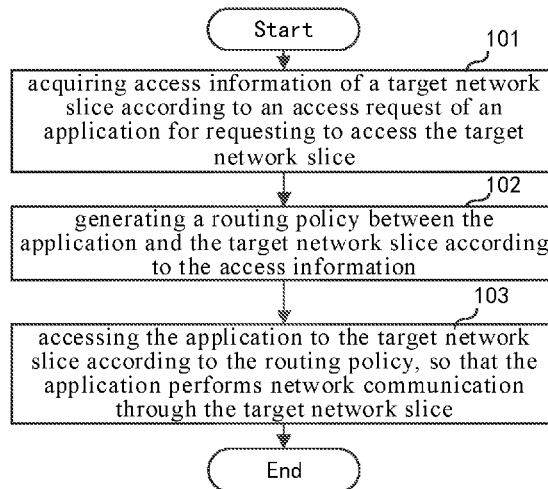 Start
101
acquiring access information of a target network
slice according to an access request of an
application for requesting to access the target
network slice
102
generating a routing policy between the
application and the target network slice according
to the access information
103
accessing the application to the target network
slice according to the routing policy, so that the
application performs network communication
through the target network slice
End